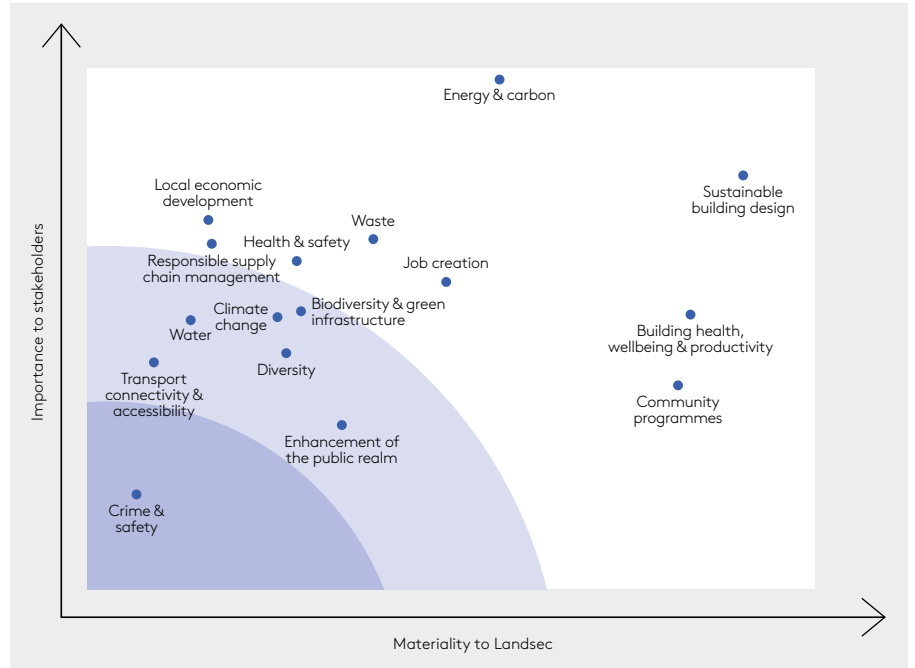 Energy & carbon
Sustainable
building design
Local economic
development
Waste
Health & safety
Responsible supply
chain management
Job creation
Biodiversity & green
infrastructure
Climate
change
Water
Building health,
wellbeing & productivity
Diversity
Transport
connectivity &
accessibility
Community
programmes
Enhancement of
the public realm
Crime &
safety
Importance to stakeholders
Materiality to Landsec